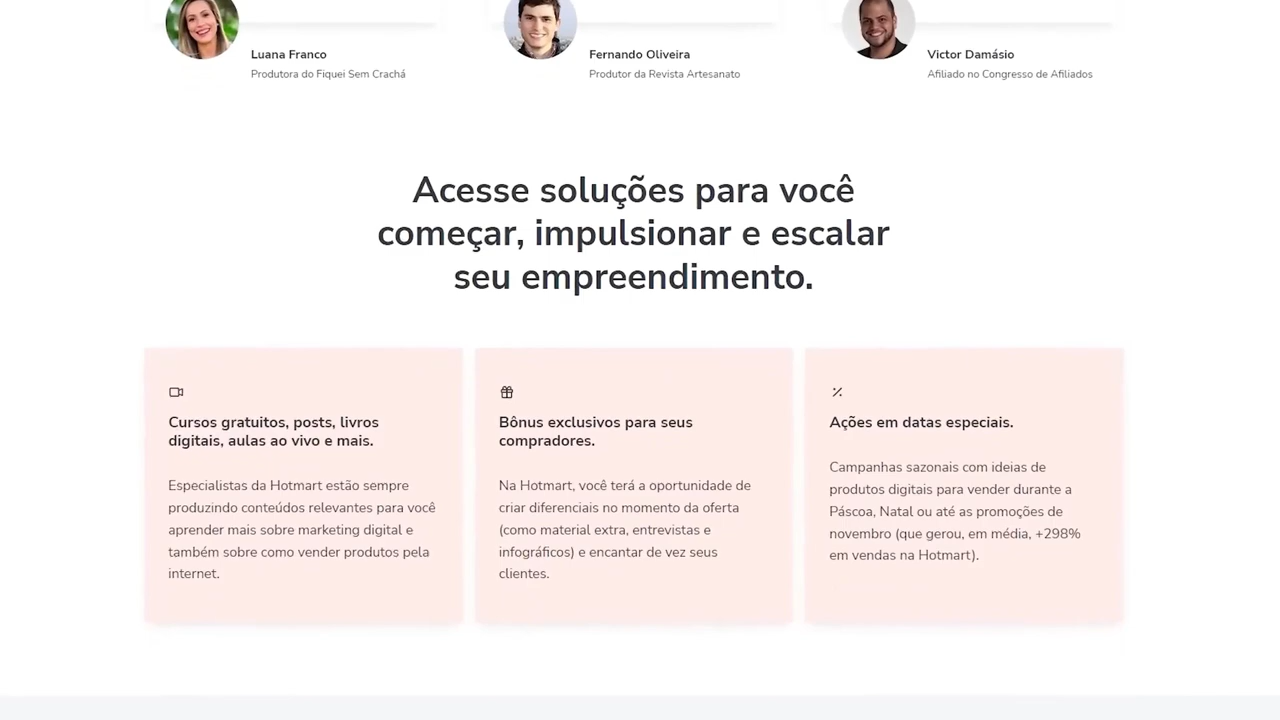 Luana Franco
Produtora do Fiquei Sem Crachá
Fernando Oliveira
Produtor da Revista Artesanato
Victor Damásio
Afiliado no Congresso de Afiliados
Acesse soluções para você
começar, impulsionar e escalar
seu empreendimento.
Cursos gratuitos, posts, livros
digitais, aulas ao vivo e mais.
Especialistas da Hotmart estão sempre
produzindo conteúdos relevantes para você
aprender mais sobre marketing digital e
também sobre como vender produtos pela
internet.
Bônus exclusivos para seus
compradores.
Na Hotmart, você terá a oportunidade de
criar diferenciais no momento da oferta
(como material extra, entrevistas e
infográficos) e encantar de vez seus
clientes.
Ações em datas especiais.
Campanhas sazonais com ideias de
produtos digitais para vender durante a
Páscoa, Natal ou até as promoções de
novembro (que gerou, em média, +298%
em vendas na Hotmart).